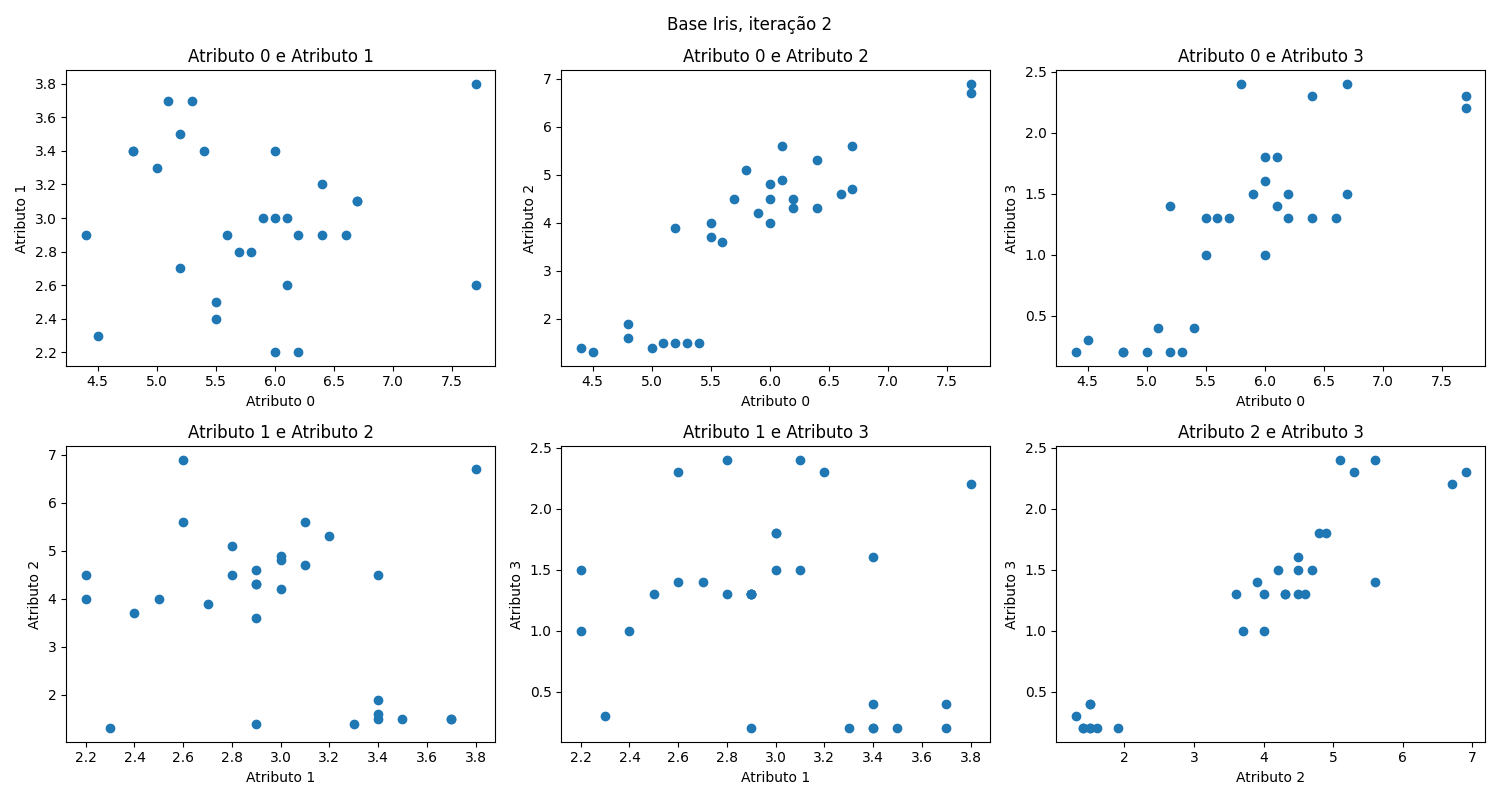 Base Iris, iteração 2
Atributo 0 e Atributo 1
3.8
3.6
3.4
3.2
3.0
2.8
2.6
2.4
2.2
Atributo 1
4.5 5.0 5.5 6.0 6.5 7.0 7.5
Atributo 0
Atributo 0 e Atributo 2
7
6
5
4
3
2
Atributo 2
4.5 5.0 5.5 6.0 6.5 7.0 7.5
Atributo 0
Atributo 0 e Atributo 3
2.5
2.0
1.5
1.0
0.5
Atributo 3
4.5 5.0 5.5 6.0 6.5 7.0 7.5
Atributo 0
Atributo 1 e Atributo 2
7
6
5
4
3
2
Atributo 2
2.2 2.4 2.6 2.8 3.0 3.2 3.4 3.6 3.8
Atributo 1
Atributo 1 e Atributo 3
2.5
2.0
1.5
1.0
0.5
Atributo 3
2.2 2.4 2.6 2.8 3.0 3.2 3.4 3.6 3.8
Atributo 1
Atributo 2 e Atributo 3
2.5
2.0
1.5
1.0
0.5
Atributo 3
2 3 4 5 6 7
Atributo 2